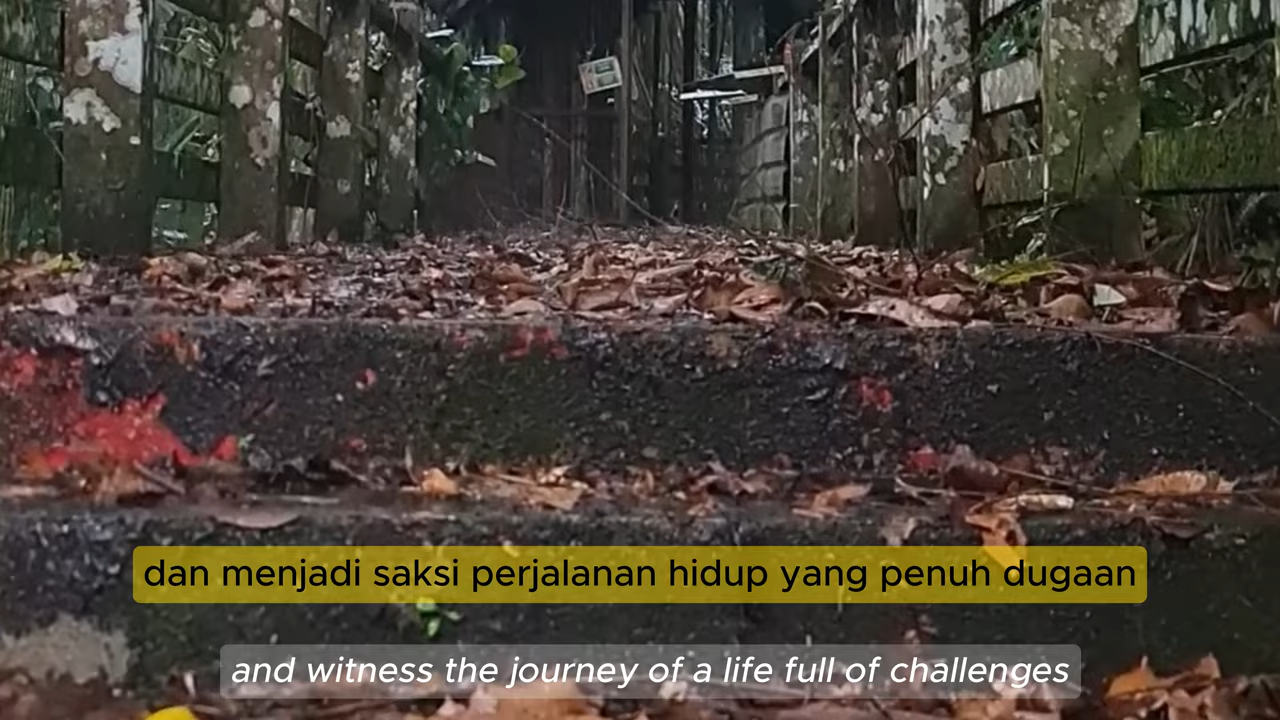 dan menjadi saksi perjalanan hidup yang penuh dugaan
and witness the journey of a life full of challenges